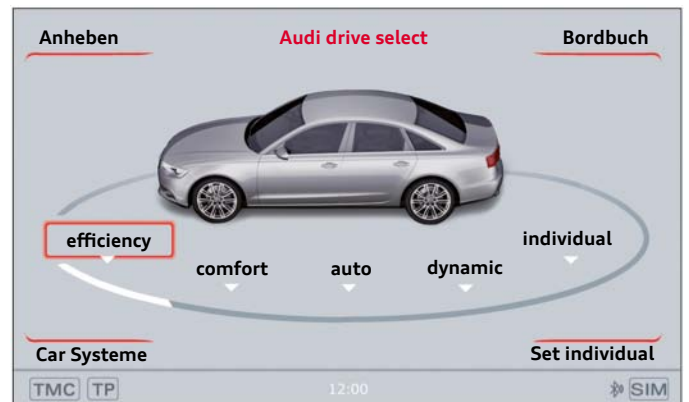 Anheben Audi drive select Bordbuch
efficiency individual
comfort auto dynamic
Car Systeme Set individual
TMC TP 12:00 SIM